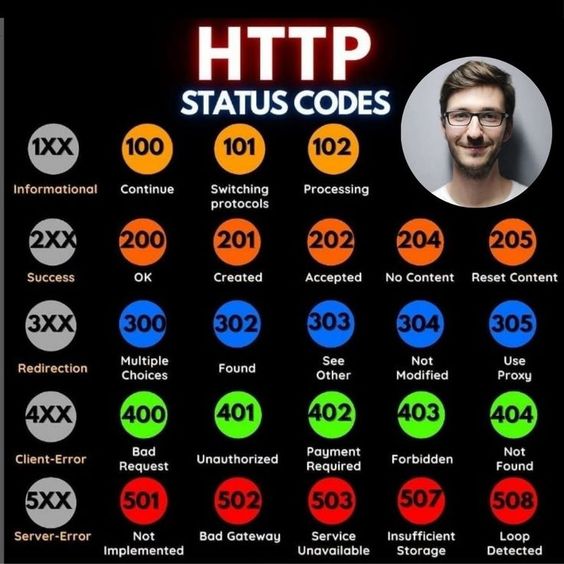 HTTP
STATUS CODES
1XX 100 101 102
Informational Continue Switching protocols Processing
2XX 200 201 202 204 205
Success OK Created Accepted No Content Reset Content
3XX 300 302 303 304 305
Redirection Multiple Choices Found See Other Not Modified Use Proxy
4XX 400 401 402 403 404
Client-Error Bad Request Unauthorized Payment Required Forbidden Not Found
5XX 501 502 503 507 508
Server-Error Not Implemented Bad Gateway Service Unavailable Insufficient Storage Loop Detected